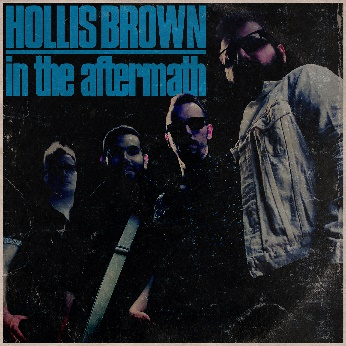 HOLLIS BROWN
in the aftermath